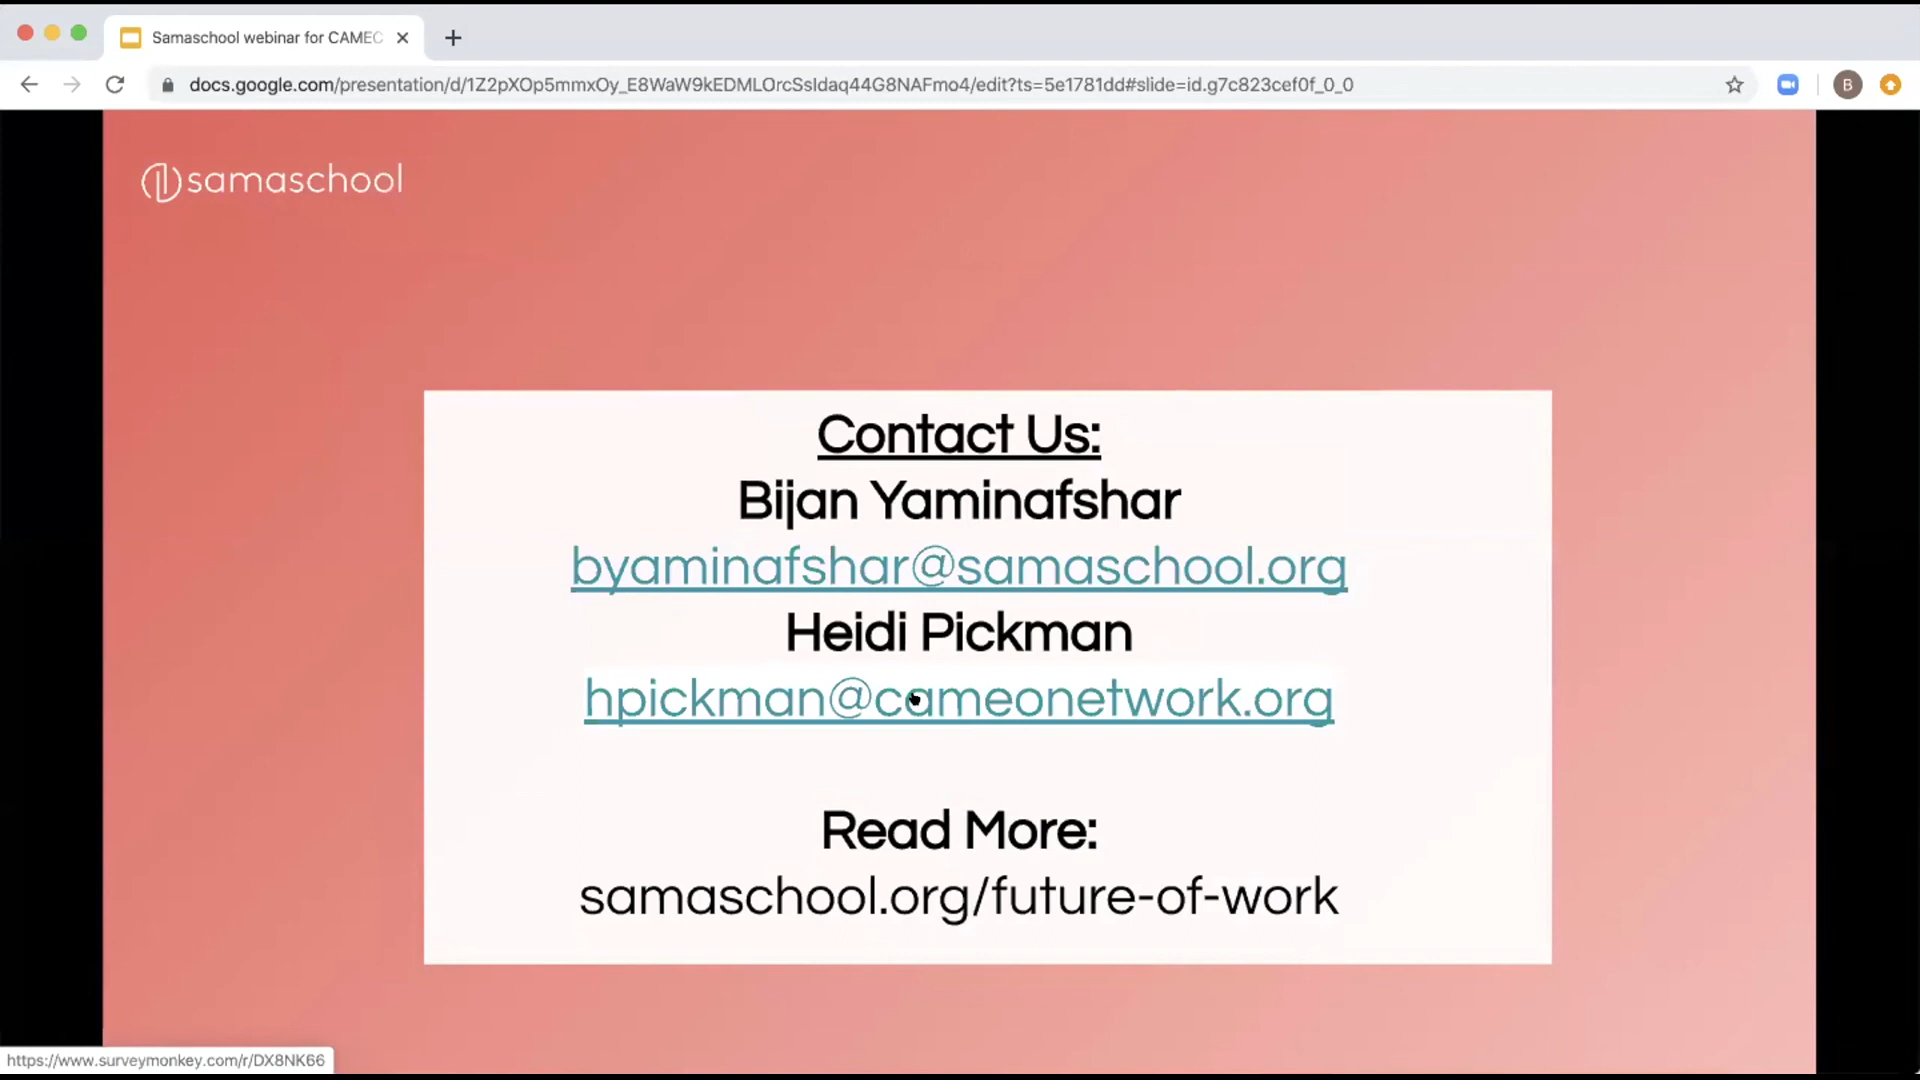 Samaschool webinar for CAMEC
docs.google.com/presentation/d/1Z2pXOp5mmxOy_E8WaW9kEDMLOrcSsIdaq44G8NAFmo4/edit?ts=5e1781dd#slide=id.g7c823cef0f_0_0
B
samaschool
Contact Us:
Bijan Yaminafshar
byaminafshar@samaschool.org
Heidi Pickman
hpickman@cameonetwork.org
Read More:
samaschool.org/future-of-work
https://www.surveymonkey.com/r/DX8NK66